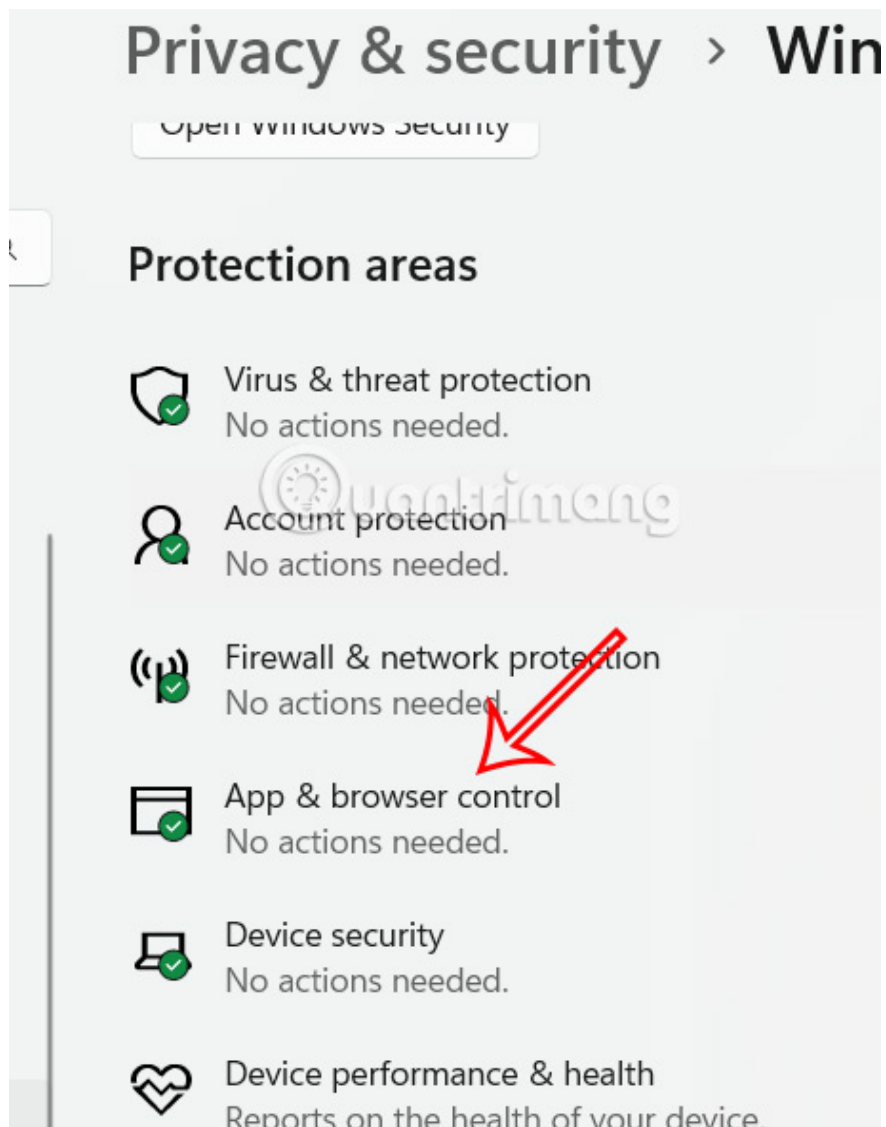 Privacy & security > Win
Open Windows Security
Protection areas
Virus & threat protection
No actions needed.
Quantrimang
Account protection
No actions needed.
Firewall & network protection
No actions needed.
App & browser control
No actions needed.
Device security
No actions needed.
Device performance & health
Reports on the health of your device.